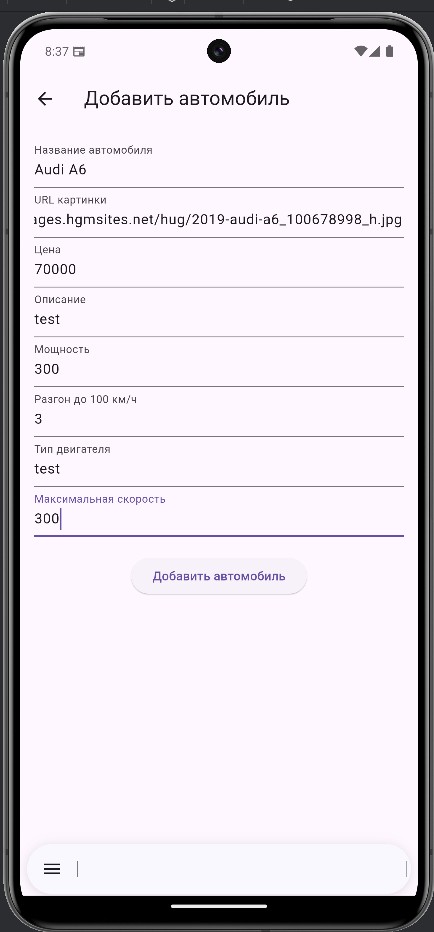 8:37
Добавить автомобиль
Название автомобиля
Audi A6
URL картинки
ages.hgmsites.net/hug/2019-audi-a6_100678998_h.jpg
Цена
70000
Описание
test
Мощность
300
Разгон до 100 км/ч
3
Тип двигателя
test
Максимальная скорость
300
Добавить автомобиль